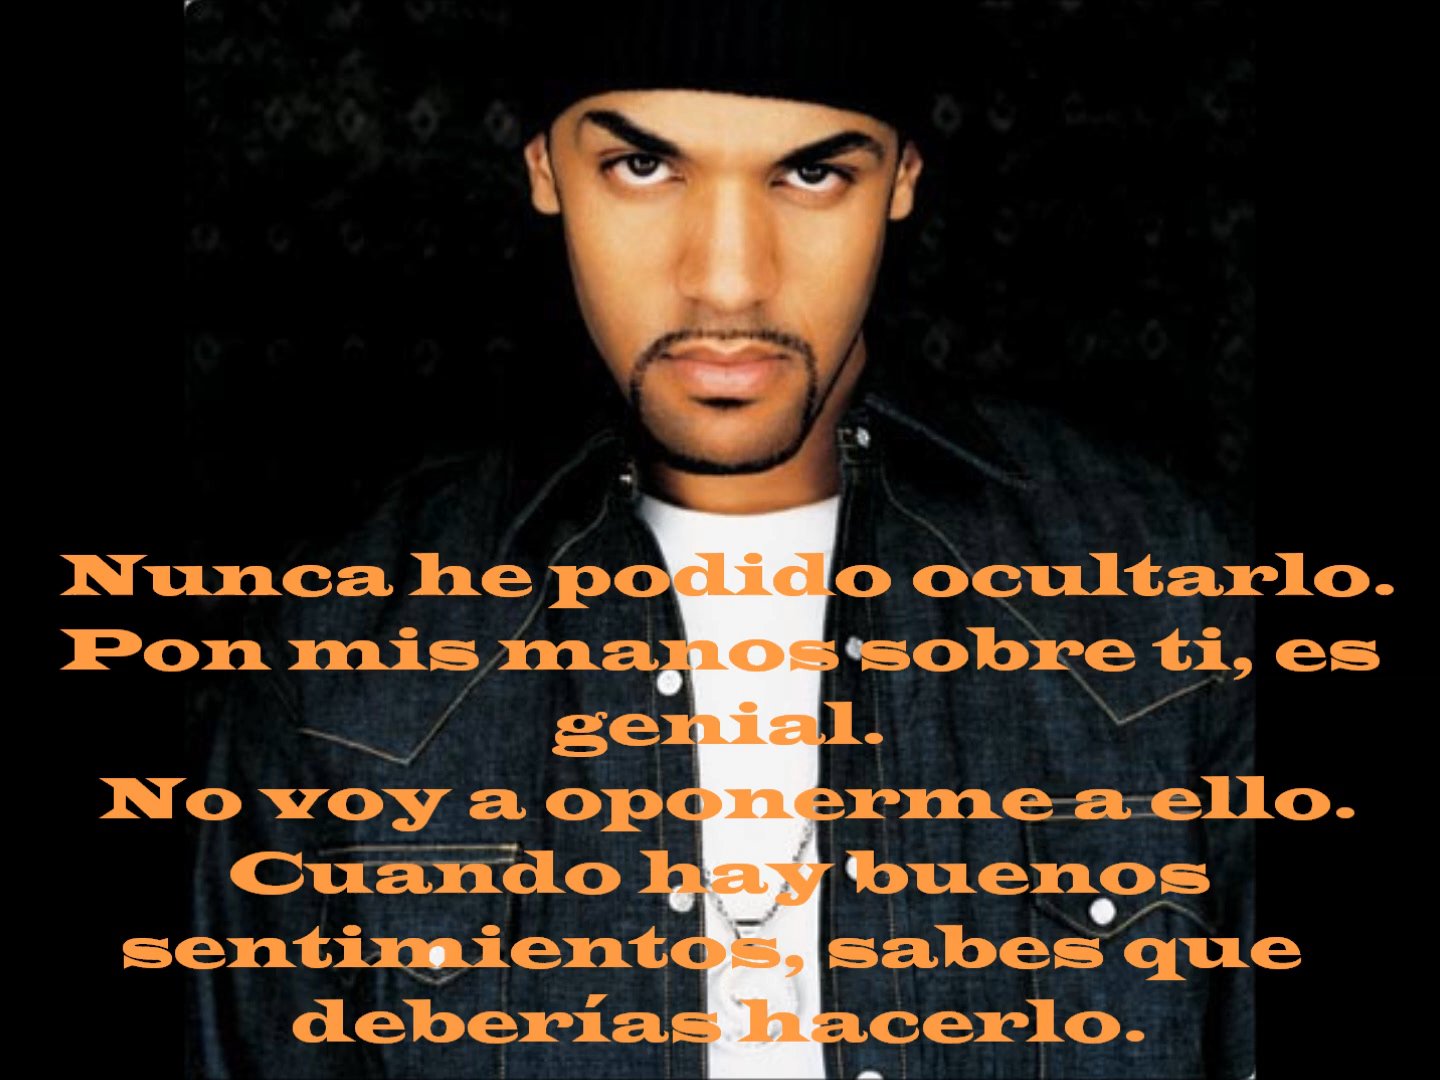 Nunca he podido ocultarlo.
Pon mis manos sobre ti, es
genial.
No voy a oponerme a ello.
Cuando hay buenos
sentimientos, sabes que
deberías hacerlo.